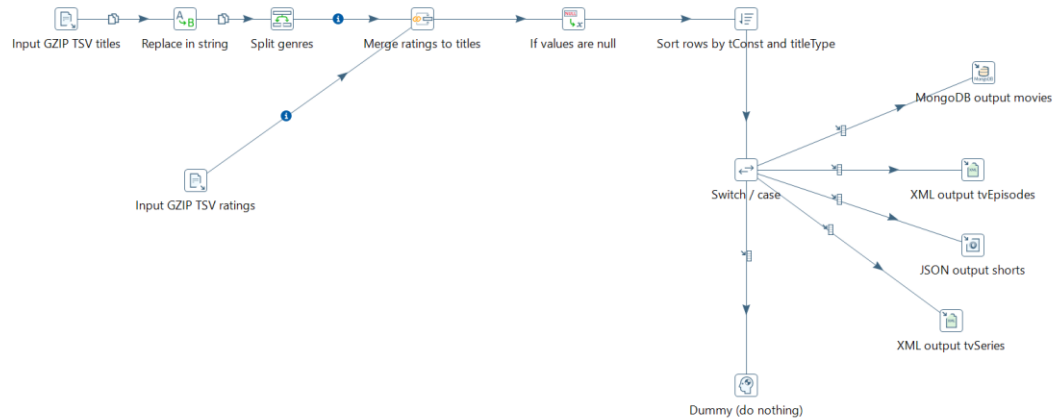 Input GZIP TSV titles
Replace in string
Split genres
Merge ratings to titles
If values are null
Sort rows by tConst and titleType
MongoDB output movies
Input GZIP TSV ratings
Switch / case
XML output tvEpisodes
JSON output shorts
XML output tvSeries
Dummy (do nothing)